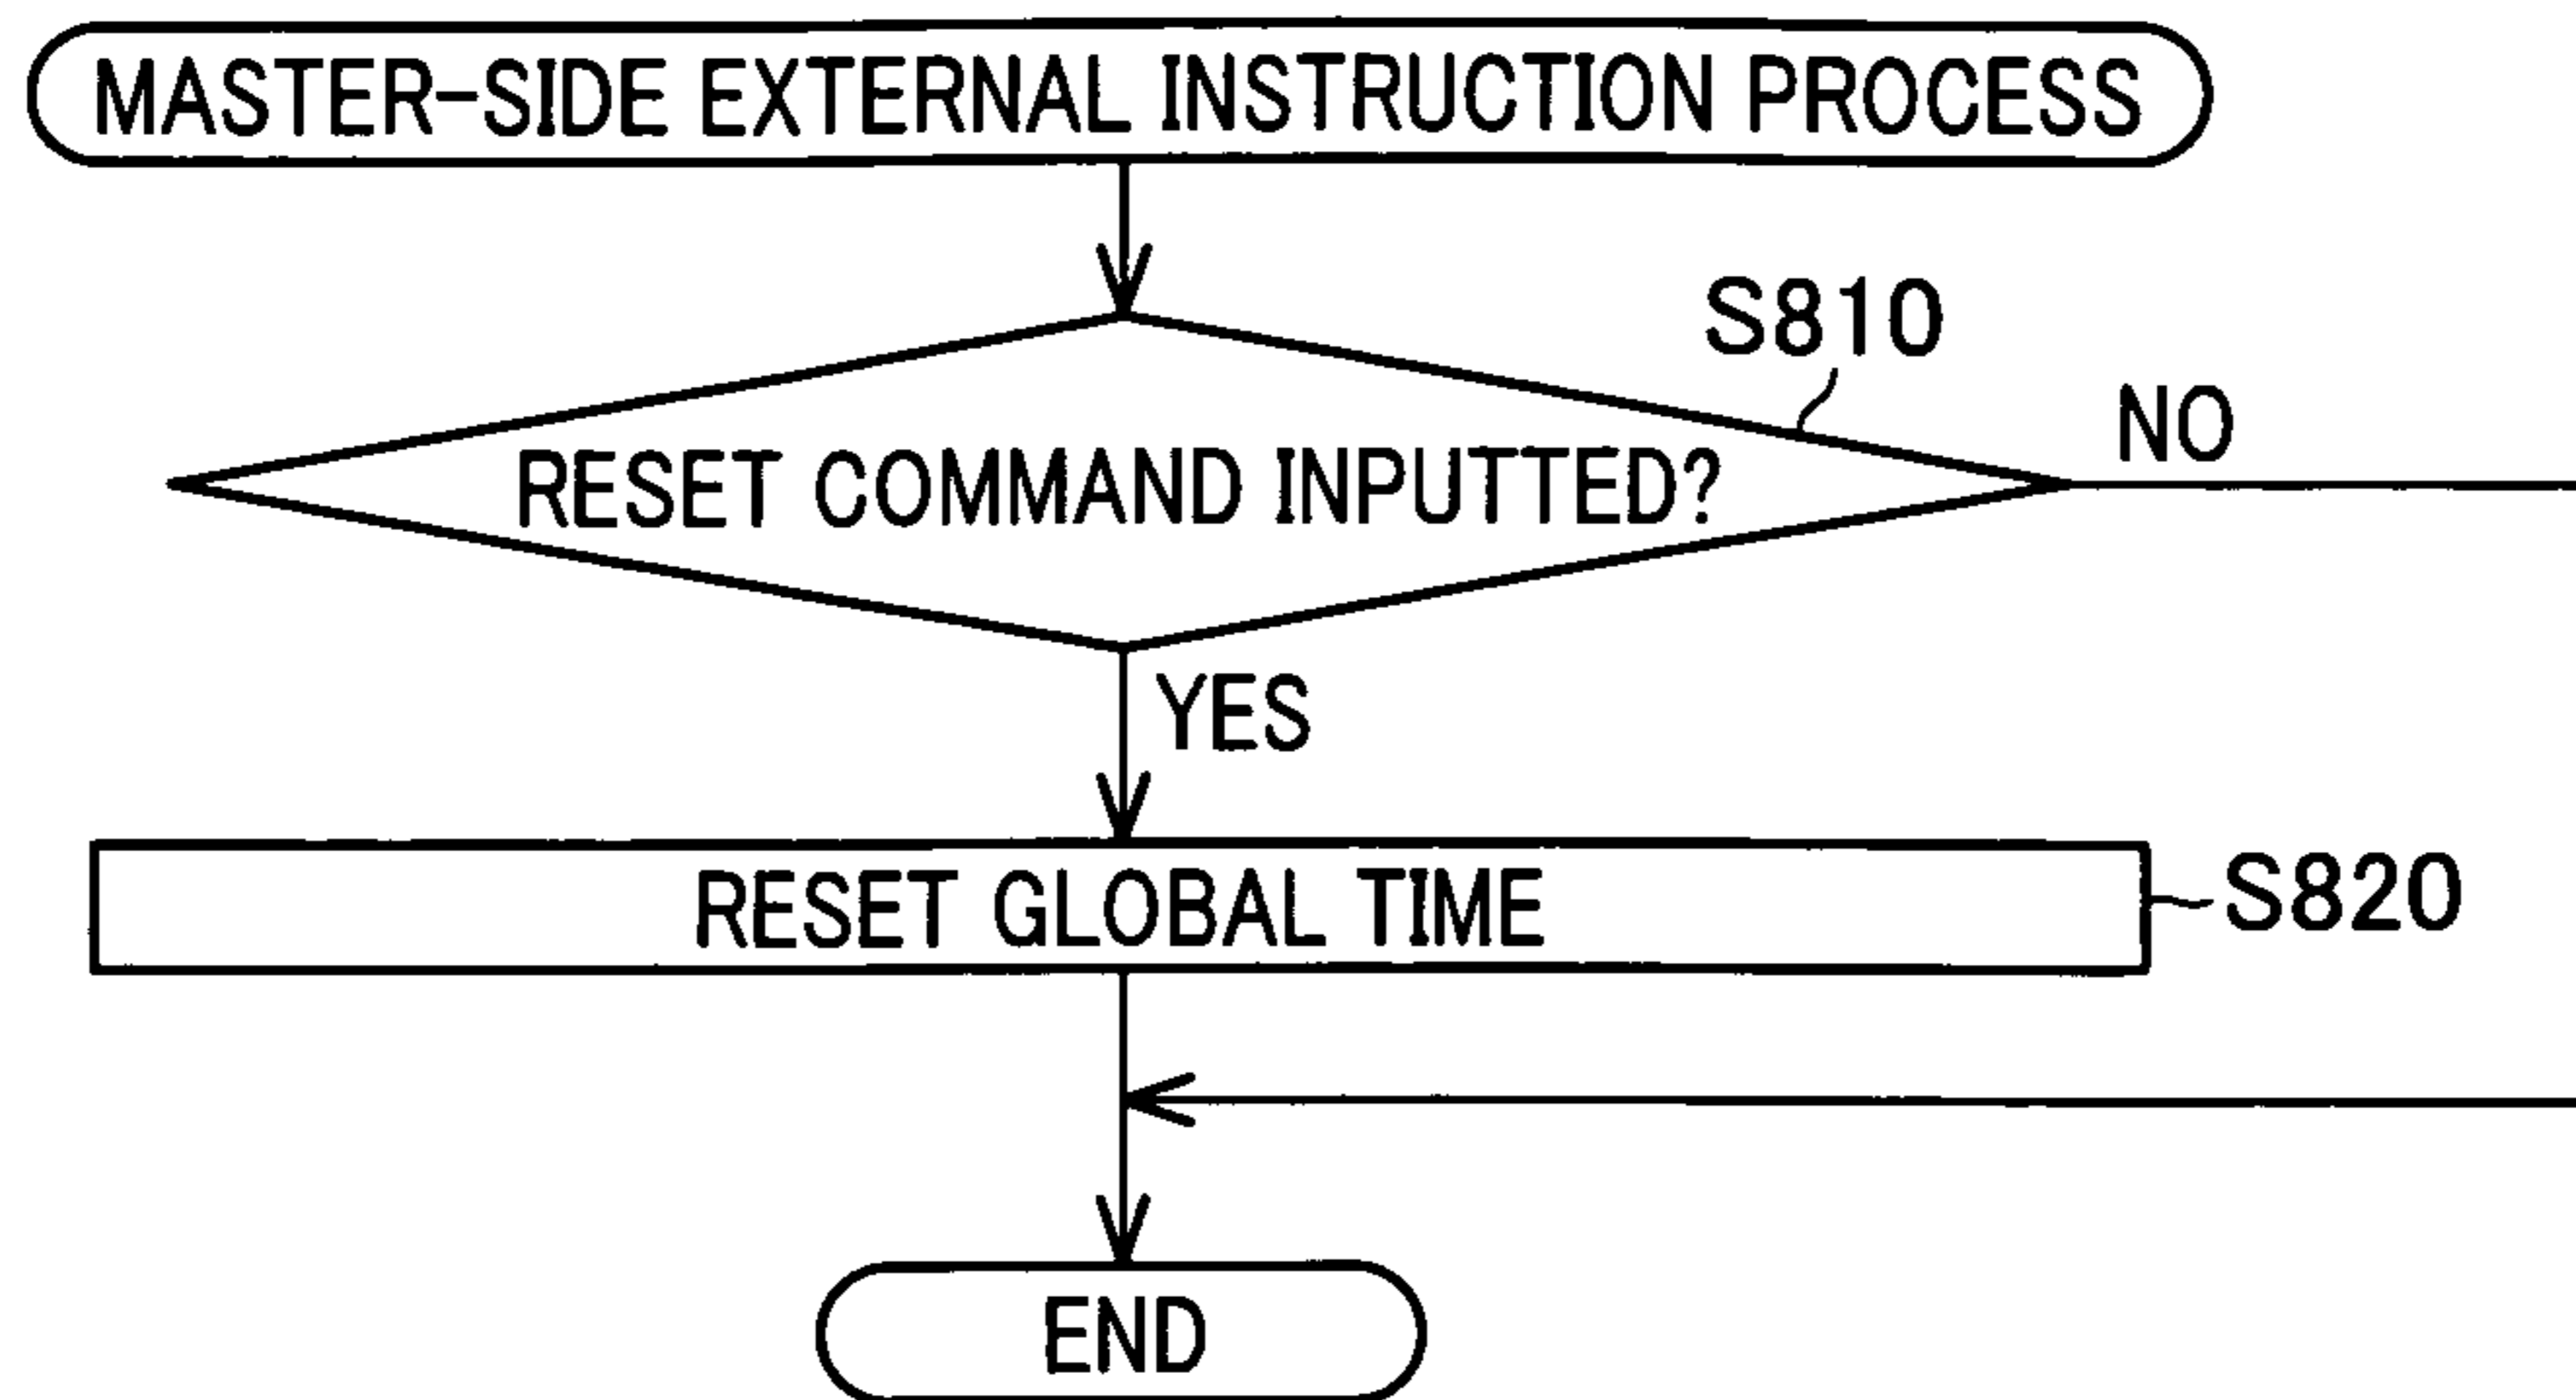 MASTER-SIDE EXTERNAL INSTRUCTION PROCESS
S810
RESET COMMAND INPUTTED?
NO
YES
RESET GLOBAL TIME
S820
END